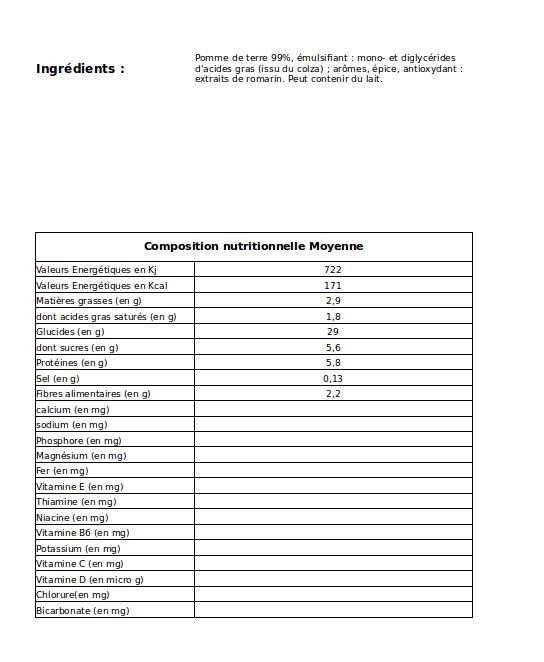 Pomme de terre 99%, émulsifiant : mono- et diglycérides
Ingrédients :
d'acides gras (issu du colza) ; arômes, épice, antioxydant :
extraits de romarin. Peut contenir du lait.
Composition nutritionnelle Moyenne
Valeurs Energétiques en Kj 722
Valeurs Energétiques en Kcal 171
Matières grasses (en g) 2,9
dont acides gras saturés (en g) 1,8
Glucides (en g) 29
dont sucres (en g) 5,6
Protéines (en g) 5,8
Sel (en g) 0,13
Fibres alimentaires (en g) 2,2
calcium (en mg)
sodium (en mg)
Phosphore (en mg)
Magnésium (en mg)
Fer (en mg)
Vitamine E (en mg)
Thiamine (en mg)
Niacine (en mg)
Vitamine B6 (en mg)
Potassium (en mg)
Vitamine C (en mg)
Vitamine D (en micro g)
Chlorure(en mg)
Bicarbonate (en mg)